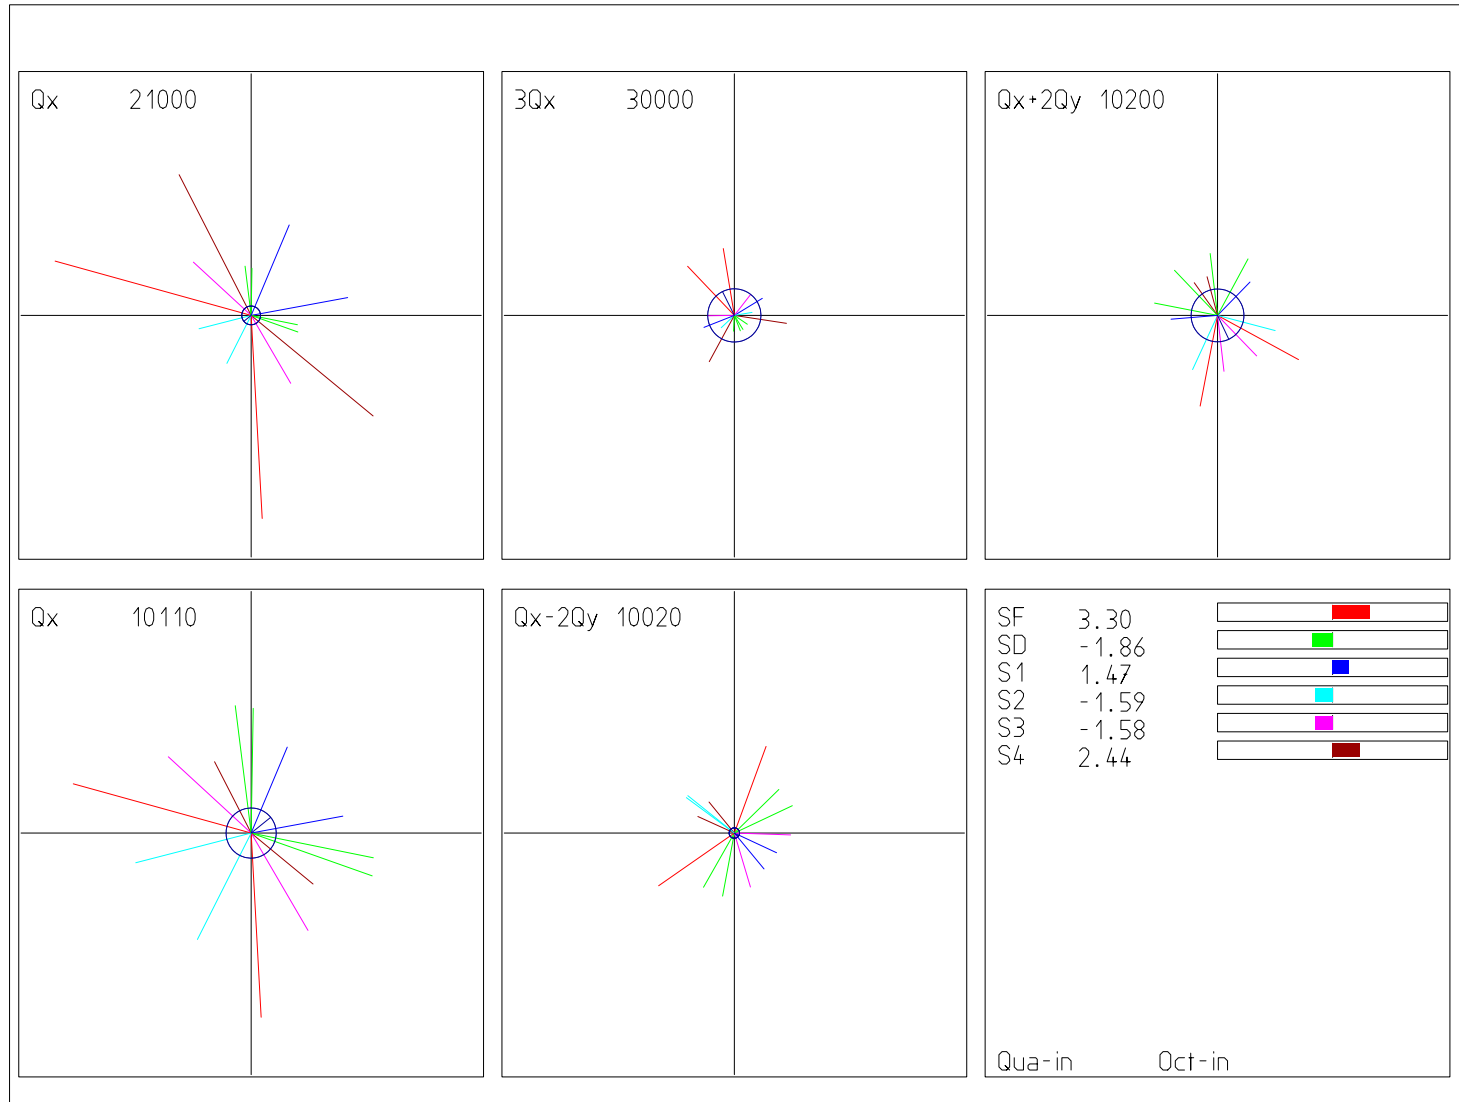 Qx 21000
3Qx 30000
Qx+2Qy 10200
Qx 10110
Qx-2Qy 10020
SF 3.30
SD -1.86
S1 1.47
S2 -1.59
S3 -1.58
S4 2.44
Qua-in Oct-in